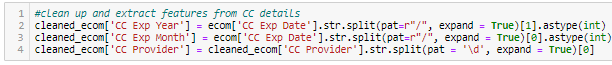 1 #clean up and extract features from CC details
2 cleaned_ecom['CC Exp Year'] = ecom['CC Exp Date'].str.split(pat=r"/", expand = True)[1].astype(int)
3 cleaned_ecom['CC Exp Month'] = ecom['CC Exp Date'].str.split(pat=r"/", expand = True)[0].astype(int)
4 cleaned_ecom['CC Provider'] = cleaned_ecom['CC Provider'].str.split(pat = '\d', expand = True)[0]